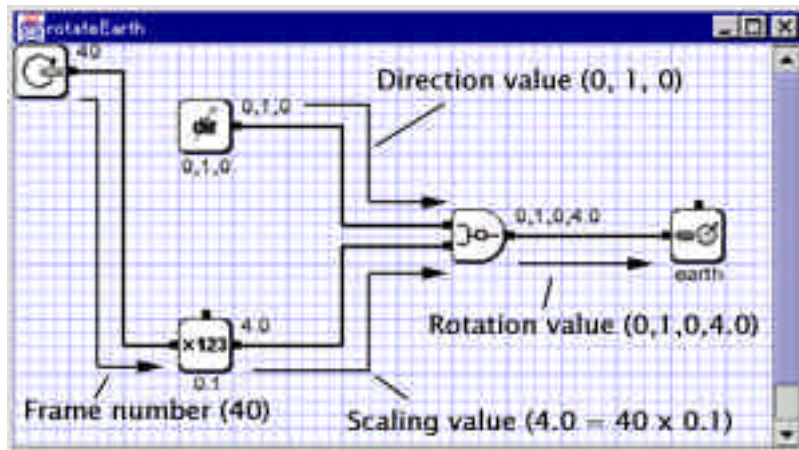 rotateEarth
40
Direction value (0, 1, 0)
0,1,0
dir
0,1,0
0,1,0,4.0
earth
Rotation value (0,1,0,4.0)
4.0
×123
0.1
Frame number (40)
Scaling value (4.0 = 40 x 0.1)